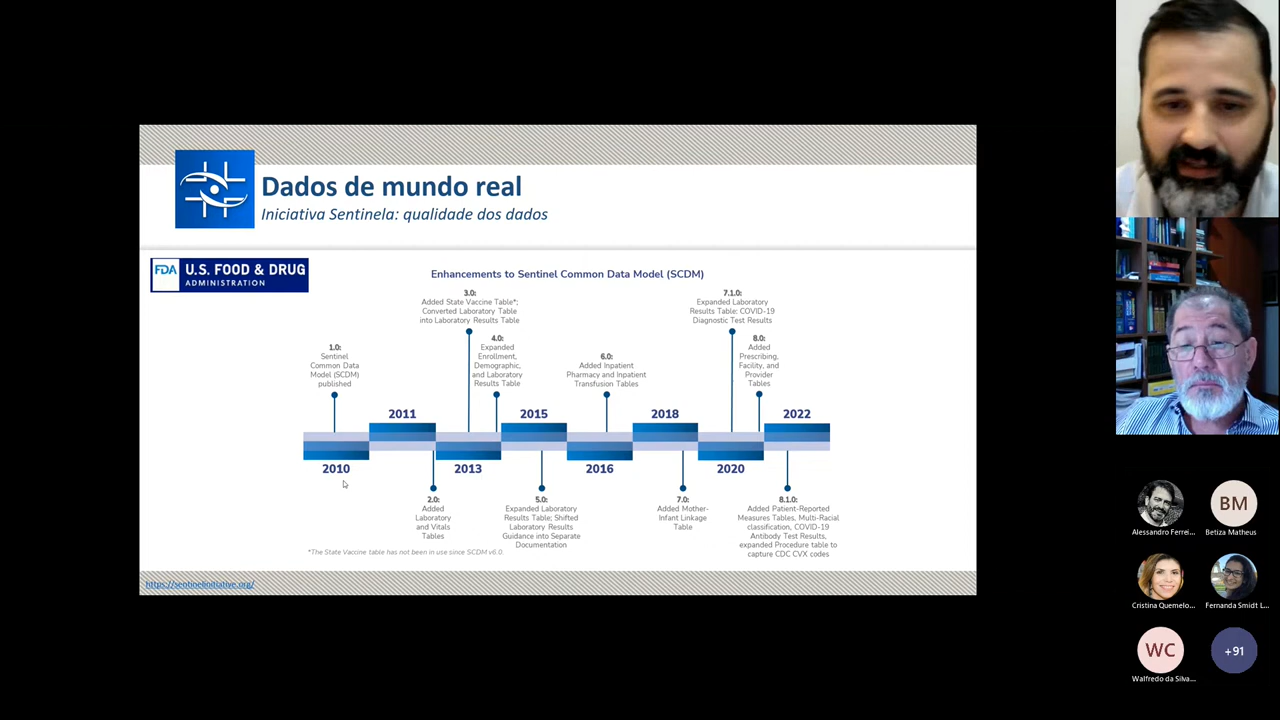 Dados de mundo real
Iniciativa Sentinela: qualidade dos dados
FDA U.S. FOOD & DRUG
ADMINISTRATION
Enhancements to Sentinel Common Data Model (SCDM)
1.0:
Sentinel
Common Data
Model (SCDM)
published
3.0:
Added State Vaccine Table*;
Converted Laboratory Table
into Laboratory Results Table
4.0:
Expanded
Enrollment,
Demographic,
and Laboratory
Results Table
6.0:
Added Inpatient
Pharmacy and Inpatient
Transfusion Tables
7.1.0:
Expanded Laboratory
Results Table: COVID-19
Diagnostic Test Results
8.0:
Added
Prescribing,
Facility, and
Provider
Tables
2011
2015
2018
2022
2010
2013
2016
2020
2.0:
Added
Laboratory
and Vitals
Tables
5.0:
Expanded Laboratory
Results Table; Shifted
Laboratory Results
Guidance into Separate
Documentation
7.0:
Added Mother-
Infant Linkage
Table
8.1.0:
Added Patient-Reported
Measures Tables, Multi-Racial
classification, COVID-19
Antibody Test Results,
expanded Procedure table to
capture CDC CVX codes
*The State Vaccine table has not been in use since SCDM v6.0.
https://sentinelinitiative.org/
BM
Alessandro Ferrei...
Betiza Matheus
Cristina Quemelo...
Fernanda Smidt L...
WC
+91
Walfredo da Silva...